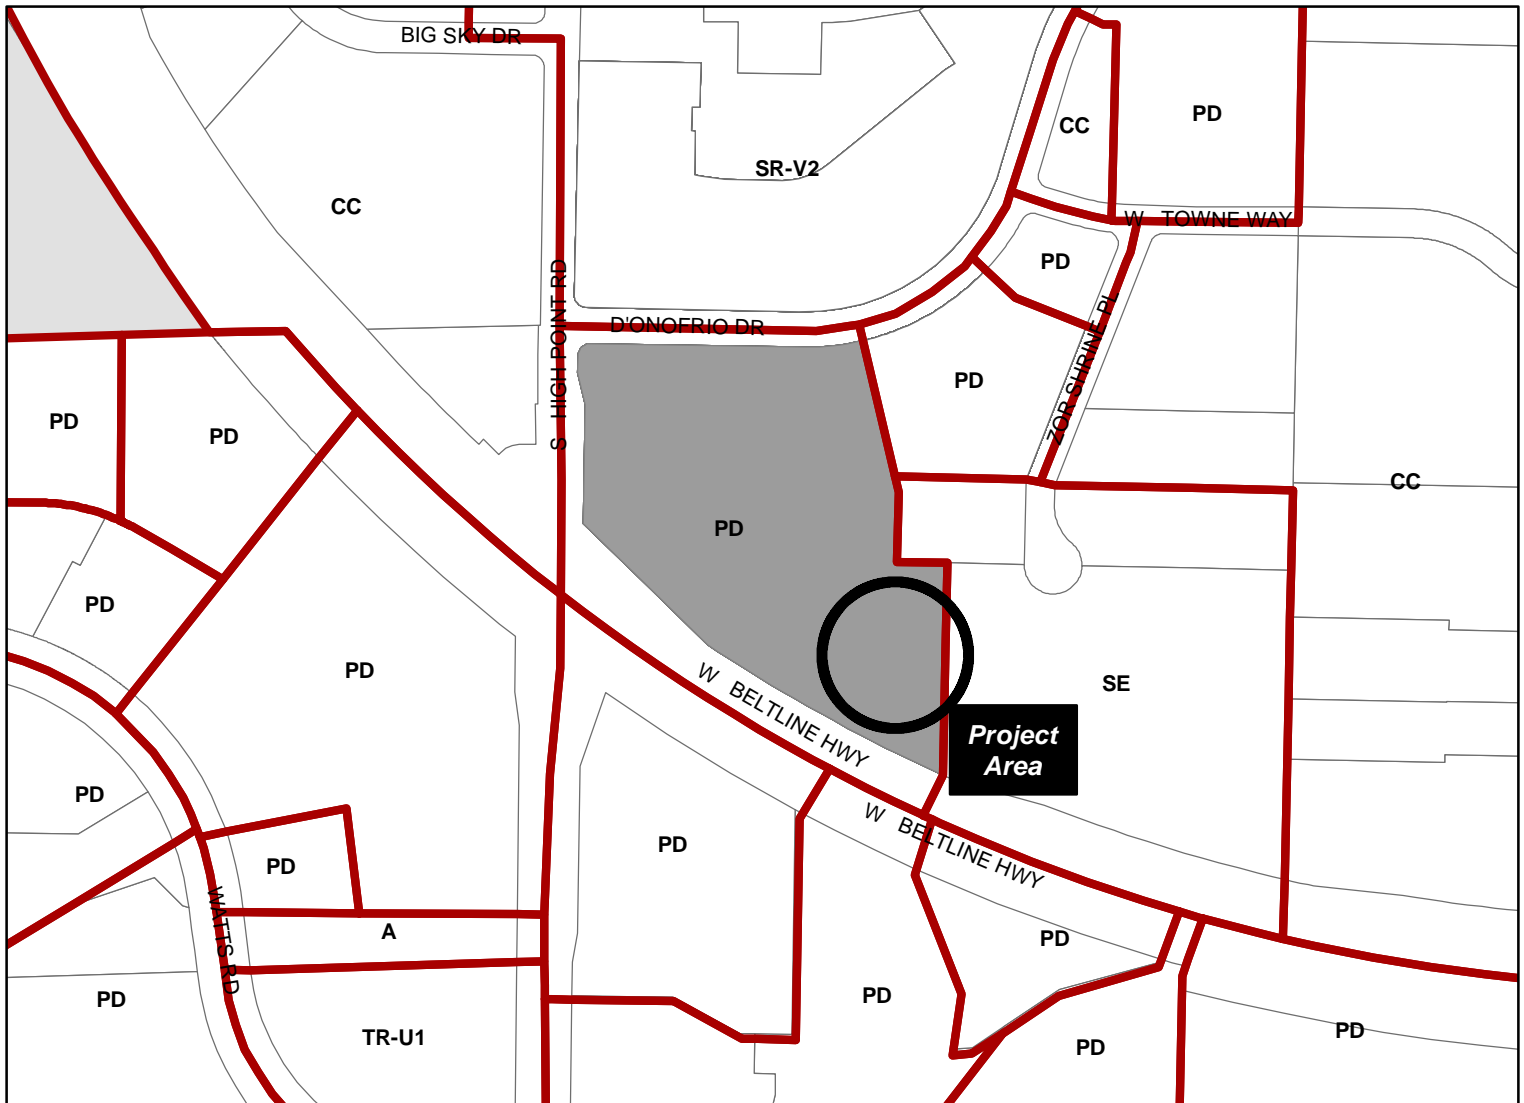 BIG SKY DR
PD
CC
SR-V2
CC
W TOWNE WAY
PD
S HIGH POINT RD
D'ONOFRIO DR
ZOR SHRINE PL
PD
PD
PD
CC
PD
PD
PD
SE
W BELTLINE HWY
Project
Area
PD
W BELTLINE HWY
PD
PD
WATTS RD
A
PD
PD
PD
PD
TR-U1
PD